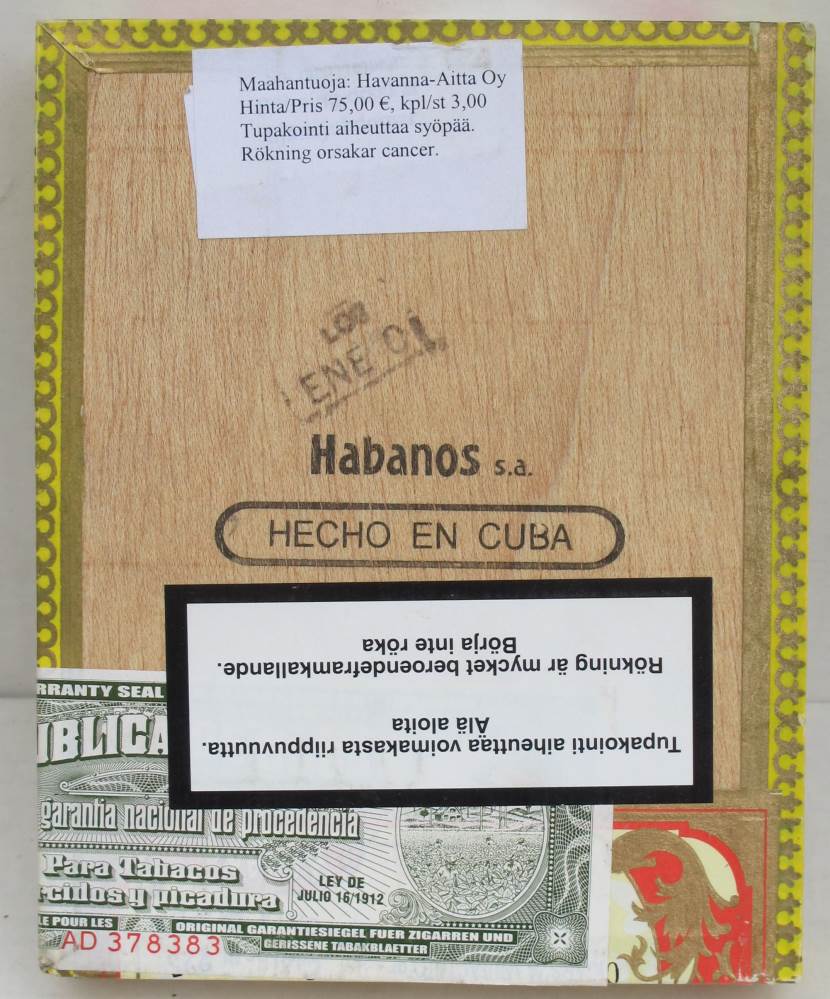 Maahantuoja: Havanna-Aitta Oy
Hinta/Pris 75,00 €, kpl/st 3,00
Tupakointi aiheuttaa syöpää.
Rökning orsakar cancer.
ENE 01
Habanos s.a.
HECHO EN CUBA
Tupakointi aiheuttaa voimakasta riippuvuutta.
Älä aloita
Rökning är mycket beroendeframkallande.
Börja inte röka
RRANTY SEAL
BLICA
garantia nacional de procedencia
Para Tabacos
rcidos y picadura
LEY DE
JULIO 16/1912
LE POUR LES
ORIGINAL GARANTIESIEGEL FUER ZIGARREN UND
GERISSENE TABAKBLAETTER
AD 378383